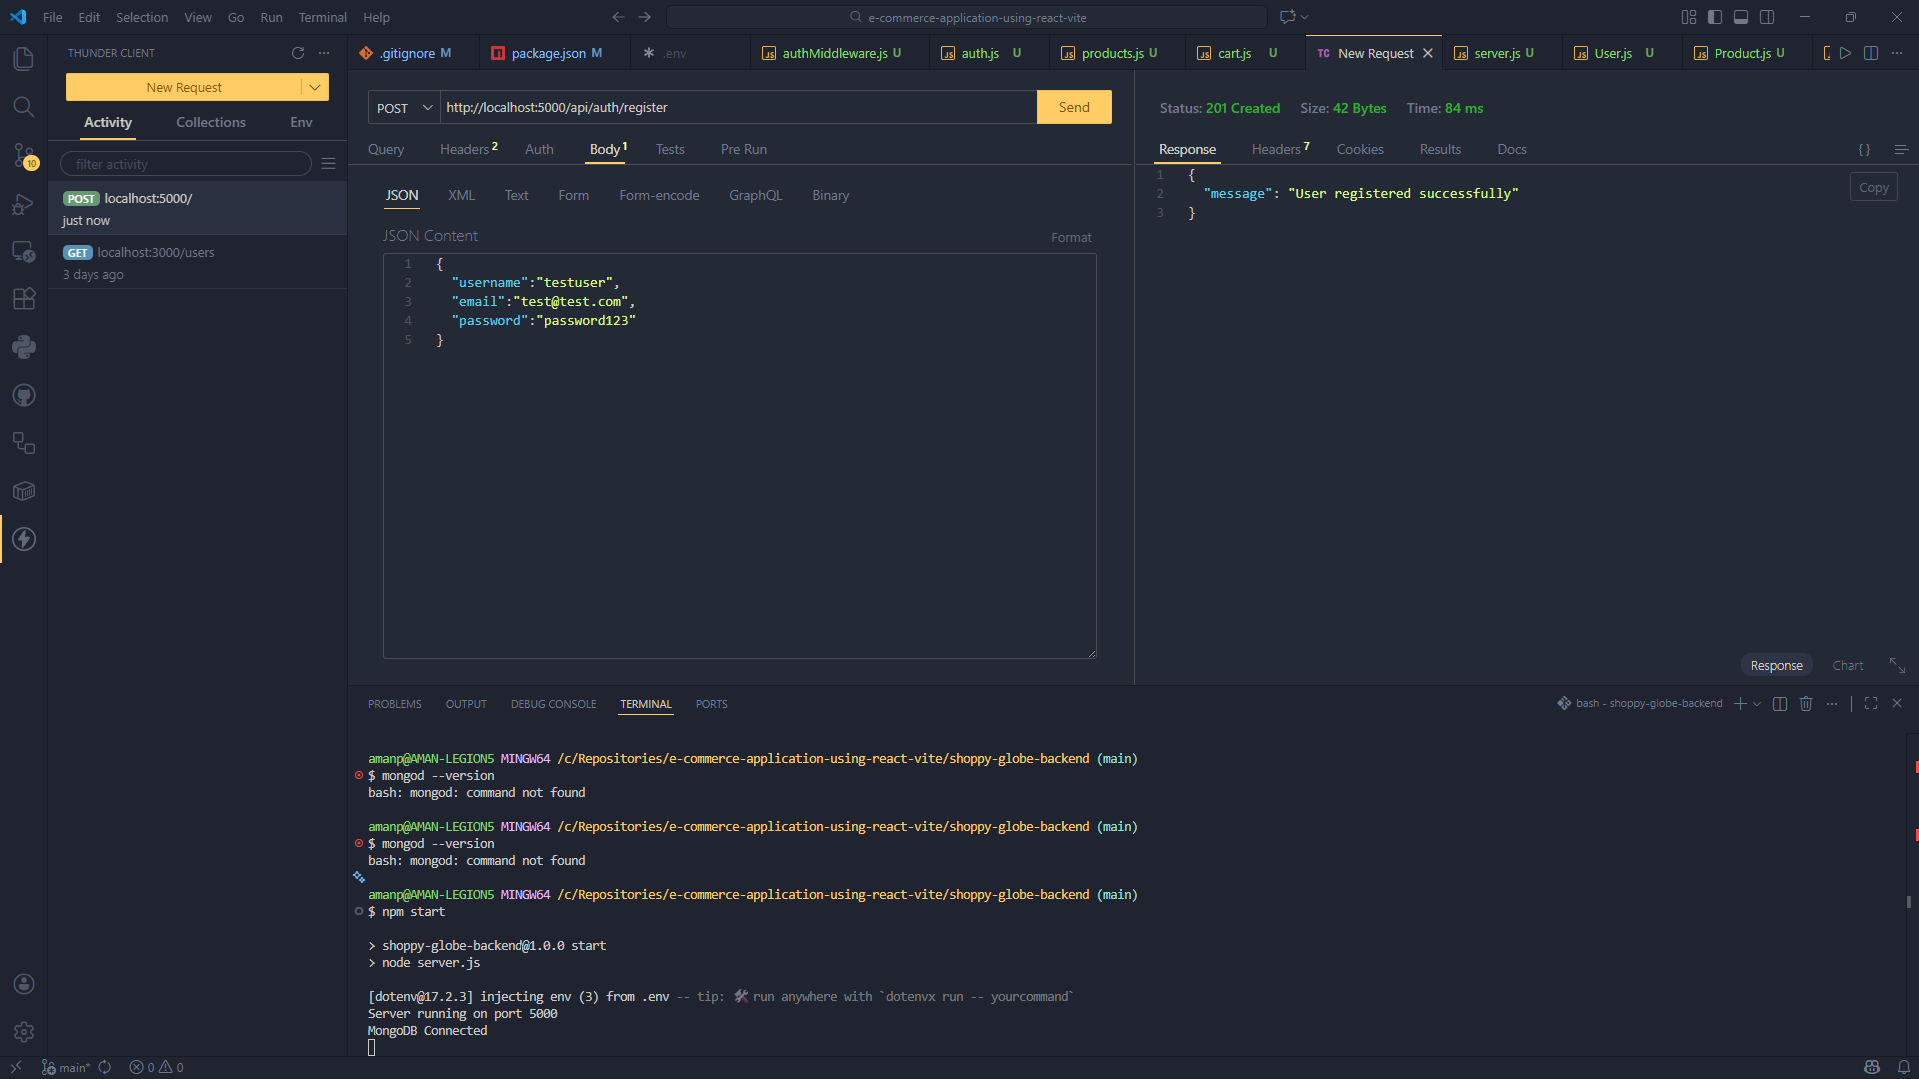 File Edit Selection View Go Run Terminal Help
e-commerce-application-using-react-vite
THUNDER CLIENT
New Request
Activity Collections Env
filter activity
POST localhost:5000/
just now
GET localhost:3000/users
3 days ago
10
.gitignore M
package.json M
.env
JS authMiddleware.js U
JS auth.js U
JS products.js U
JS cart.js U
TC New Request
JS server.js U
JS User.js U
JS Product.js U
POST http://localhost:5000/api/auth/register Send
Query Headers 2 Auth Body 1 Tests Pre Run
JSON XML Text Form Form-encode GraphQL Binary
JSON Content Format
1 {
2 "username":"testuser",
3 "email":"test@test.com",
4 "password":"password123"
5 }
Status: 201 Created Size: 42 Bytes Time: 84 ms
Response Headers 7 Cookies Results Docs { }
1 {
2 "message": "User registered successfully"
3 }
Copy
Response Chart
PROBLEMS OUTPUT DEBUG CONSOLE TERMINAL PORTS
bash - shoppy-globe-backend
amanp@AMAN-LEGION5 MINGW64 /c/Repositories/e-commerce-application-using-react-vite/shoppy-globe-backend (main)
$ mongod --version
bash: mongod: command not found
amanp@AMAN-LEGION5 MINGW64 /c/Repositories/e-commerce-application-using-react-vite/shoppy-globe-backend (main)
$ mongod --version
bash: mongod: command not found
amanp@AMAN-LEGION5 MINGW64 /c/Repositories/e-commerce-application-using-react-vite/shoppy-globe-backend (main)
$ npm start
> shoppy-globe-backend@1.0.0 start
> node server.js
[dotenv@17.2.3] injecting env (3) from .env -- tip: 🛠️ run anywhere with `dotenvx run -- yourcommand`
Server running on port 5000
MongoDB Connected
main* 0 0